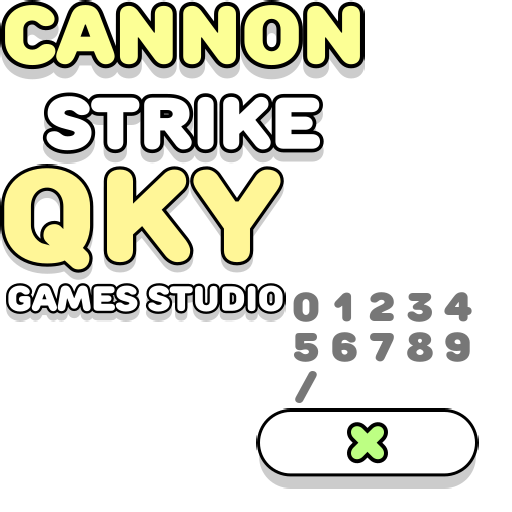 CANNON
STRIKE
QKY
GAMES STUDIO
0 1 2 3 4
5 6 7 8 9
/
X